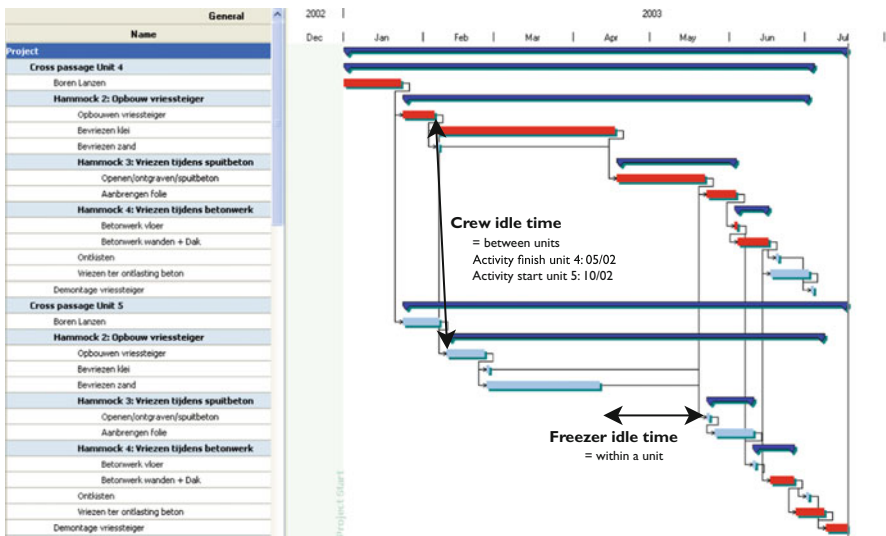 General
2002
2003
Name
Dec
Jan
Feb
Mar
Apr
May
Jun
Jul
Project
Cross passage Unit 4
Boren Lanzen
Hammock 2: Opbouw vriessteiger
Opbouwen vriessteiger
Bevriezen klei
Bevriezen zand
Hammock 3: Vriezen tijdens spuitbeton
Openen/ontgraven/spuitbeton
Aanbrengen folie
Hammock 4: Vriezen tijdens betonwerk
Betonwerk vloer
Betonwerk wanden + Dak
Ontkisten
Vriezen ter ontlasting beton
Demontage vriessteiger
Cross passage Unit 5
Boren Lanzen
Hammock 2: Opbouw vriessteiger
Opbouwen vriessteiger
Bevriezen klei
Bevriezen zand
Hammock 3: Vriezen tijdens spuitbeton
Openen/ontgraven/spuitbeton
Aanbrengen folie
Hammock 4: Vriezen tijdens betonwerk
Betonwerk vloer
Betonwerk wanden + Dak
Ontkisten
Vriezen ter ontlasting beton
Demontage vriessteiger
Crew idle time
= between units
Activity finish unit 4: 05/02
Activity start unit 5: 10/02
Freezer idle time
= within a unit
Project Start